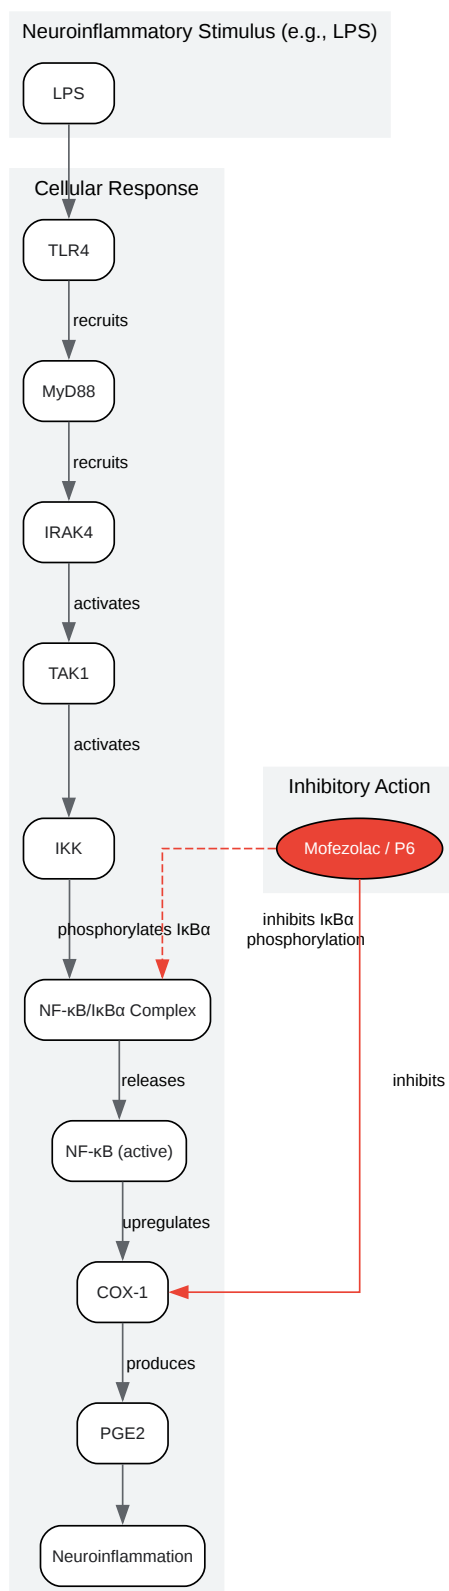 Neuroinflammatory Stimulus (e.g., LPS)
LPS
Cellular Response
TLR4
recruits
MyD88
recruits
IRAK4
activates
TAK1
activates
Inhibitory Action
IKK
Mofezolac / P6
phosphorylates IκBα
inhibits IκBα
phosphorylation
NF-κB/IκBα Complex
releases
inhibits
NF-κB (active)
upregulates
COX-1
produces
PGE2
Neuroinflammation